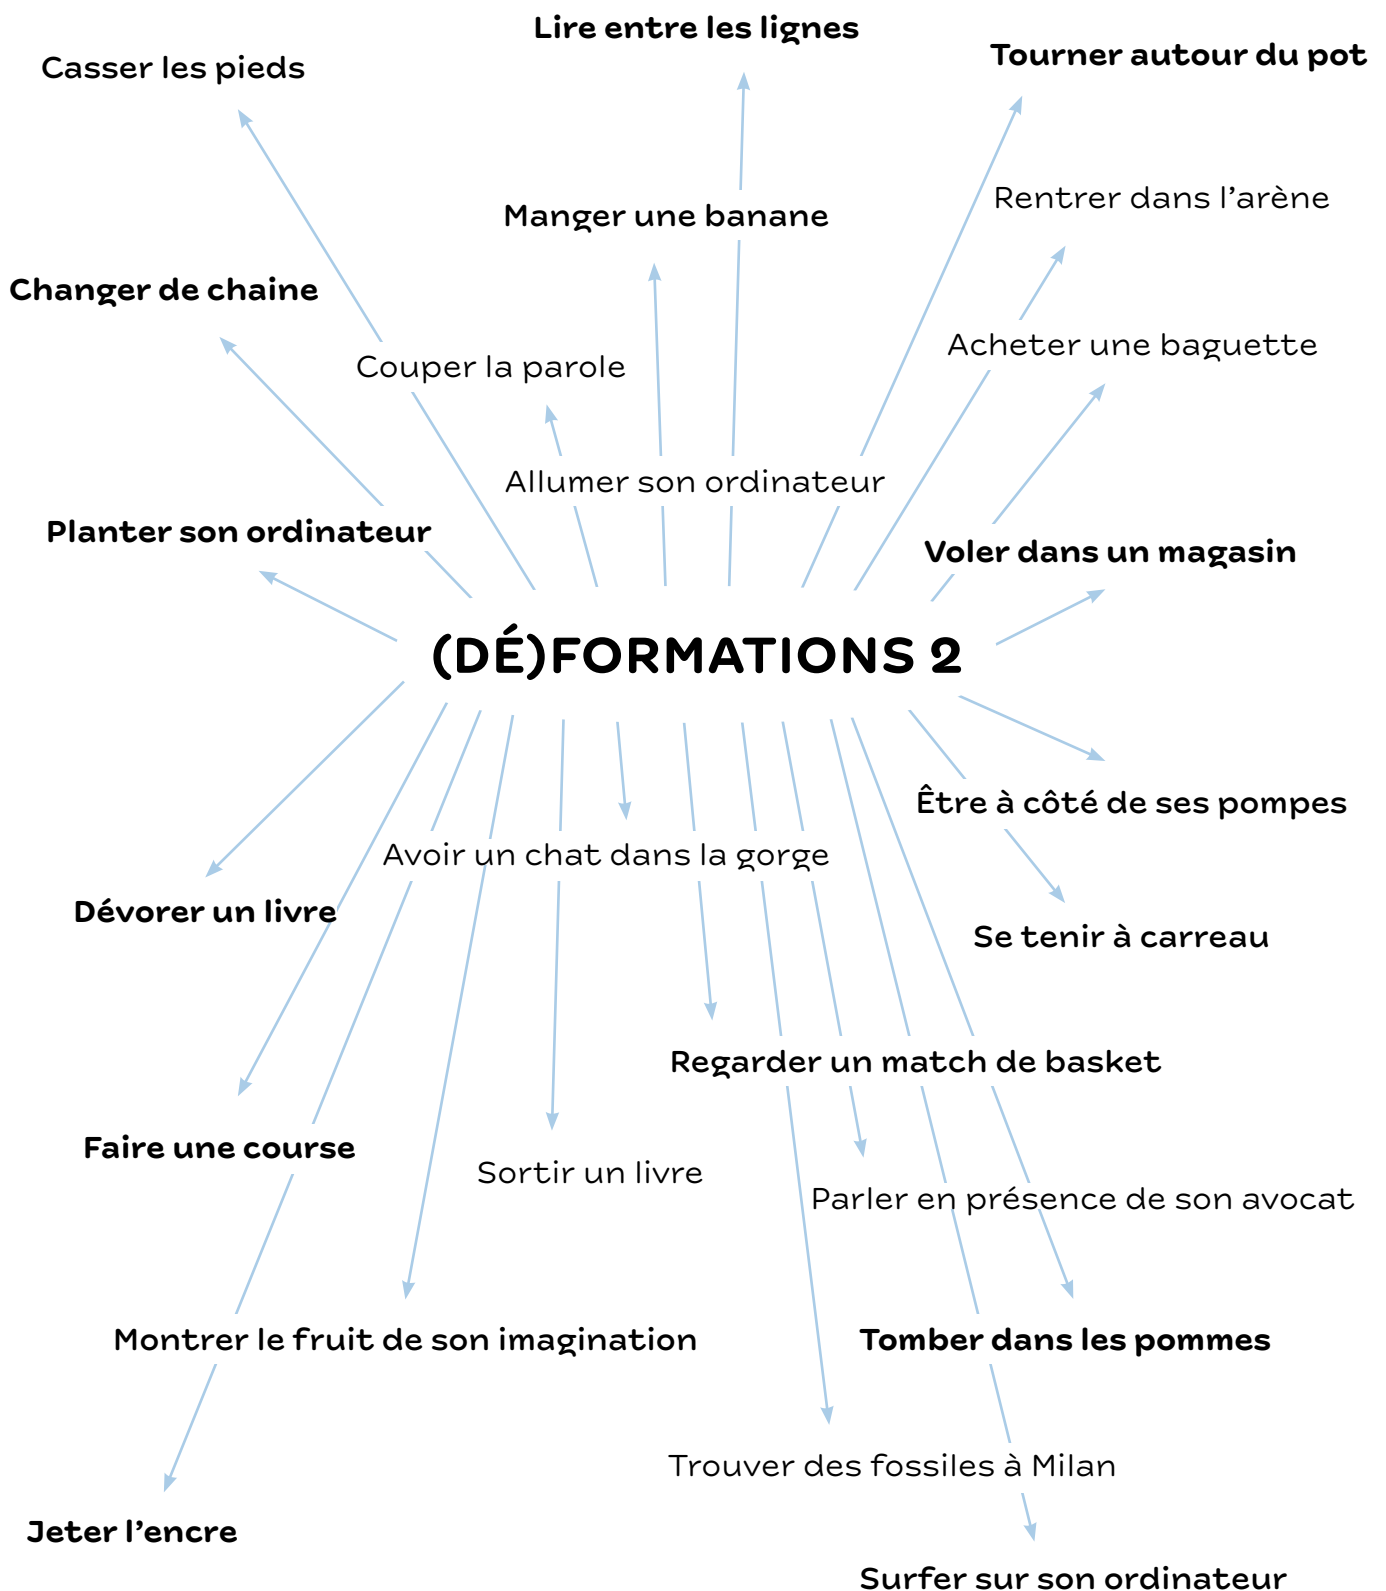 Lire entre les lignes
Tourner autour du pot
Casser les pieds
Rentrer dans l’arène
Manger une banane
Changer de chaine
Acheter une baguette
Couper la parole
Allumer son ordinateur
Planter son ordinateur
Voler dans un magasin
(DÉ)FORMATIONS 2
Être à côté de ses pompes
Avoir un chat dans la gorge
Dévorer un livre
Se tenir à carreau
Regarder un match de basket
Faire une course
Sortir un livre
Parler en présence de son avocat
Montrer le fruit de son imagination
Tomber dans les pommes
Trouver des fossiles à Milan
Jeter l’encre
Surfer sur son ordinateur